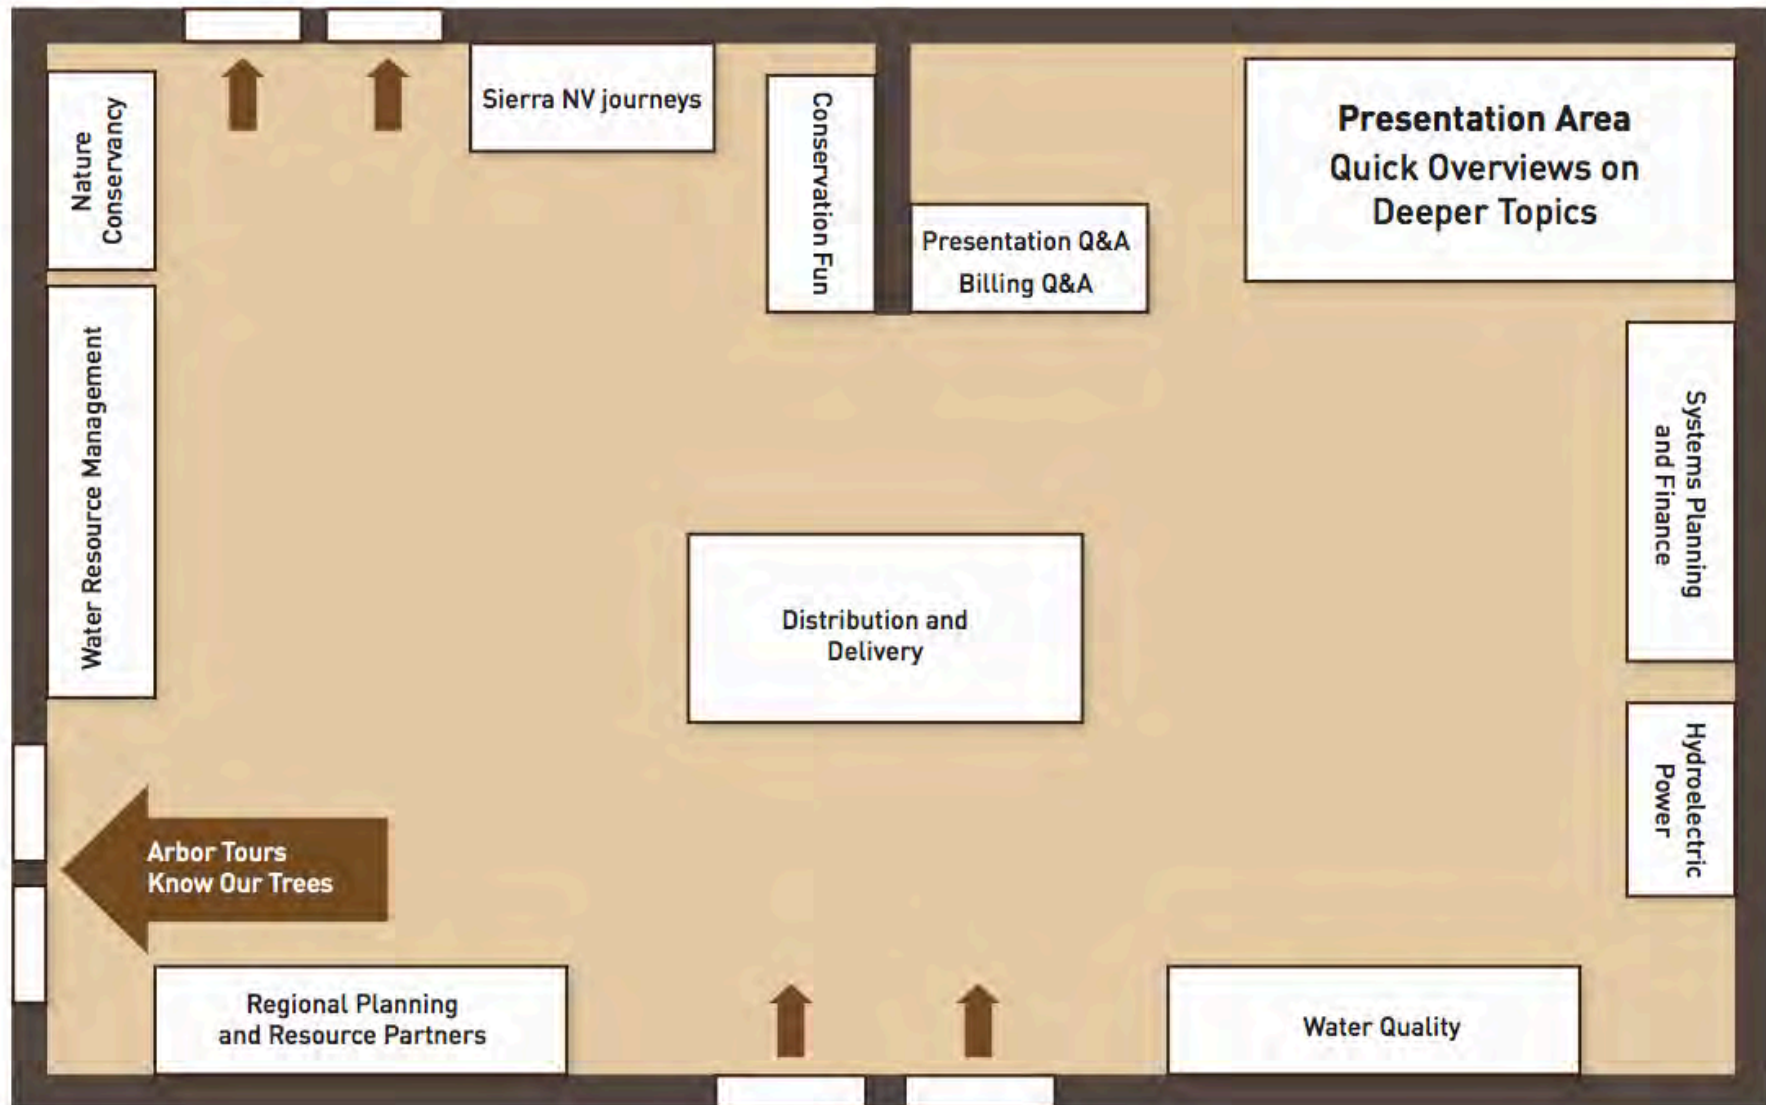 Nature
Conservancy
Sierra NV journeys
Conservation Fun
Presentation Q&A
Billing Q&A
Presentation Area
Quick Overviews on
Deeper Topics
Water Resource Management
Distribution and
Delivery
Systems Planning
and Finance
Hydroelectric
Power
Arbor Tours
Know Our Trees
Regional Planning
and Resource Partners
Water Quality